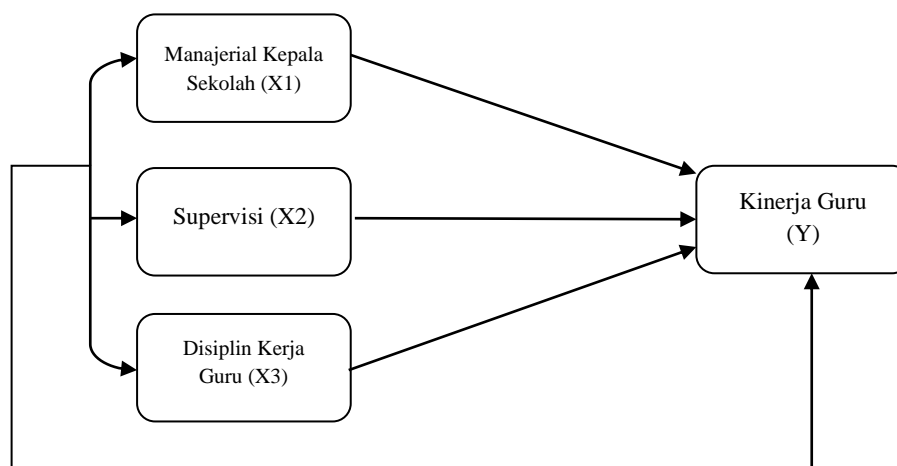 Manajerial Kepala
Sekolah (X1)
Supervisi (X2)
Kinerja Guru
(Y)
Disiplin Kerja
Guru (X3)